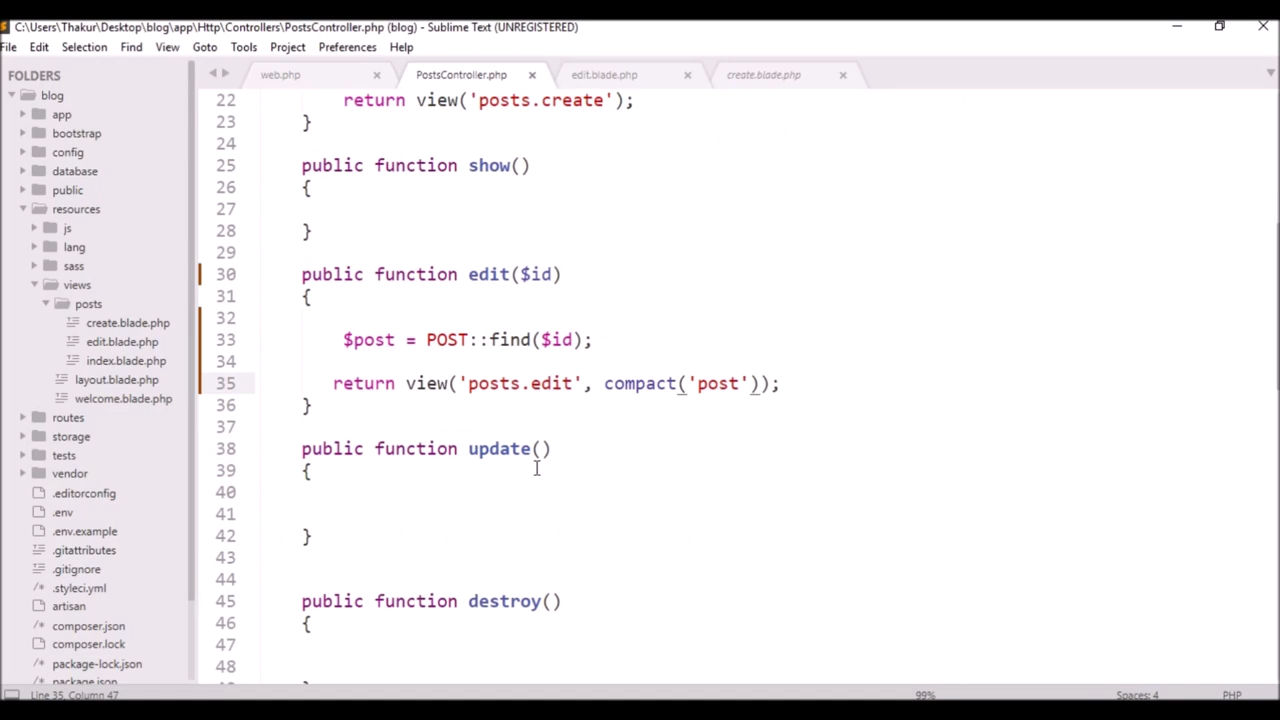 C:\Users\Thakur\Desktop\blog\app\Http\Controllers\PostsController.php (blog) - Sublime Text (UNREGISTERED)
File Edit Selection Find View Goto Tools Project Preferences Help
FOLDERS
blog
app
bootstrap
config
database
public
resources
js
lang
sass
views
posts
create.blade.php
edit.blade.php
index.blade.php
layout.blade.php
welcome.blade.php
routes
storage
tests
vendor
.editorconfig
.env
.env.example
.gitattributes
.gitignore
.styleci.yml
artisan
composer.json
composer.lock
package-lock.json
package.json
web.php PostsController.php edit.blade.php create.blade.php
22 return view('posts.create');
23 }
24
25 public function show()
26 {
27
28 }
29
30 public function edit($id)
31 {
32
33 $post = POST::find($id);
34
35 return view('posts.edit', compact('post'));
36 }
37
38 public function update()
39 {
40
41
42 }
43
44
45 public function destroy()
46 {
47
48
Line 35, Column 47 99% Spaces: 4 PHP